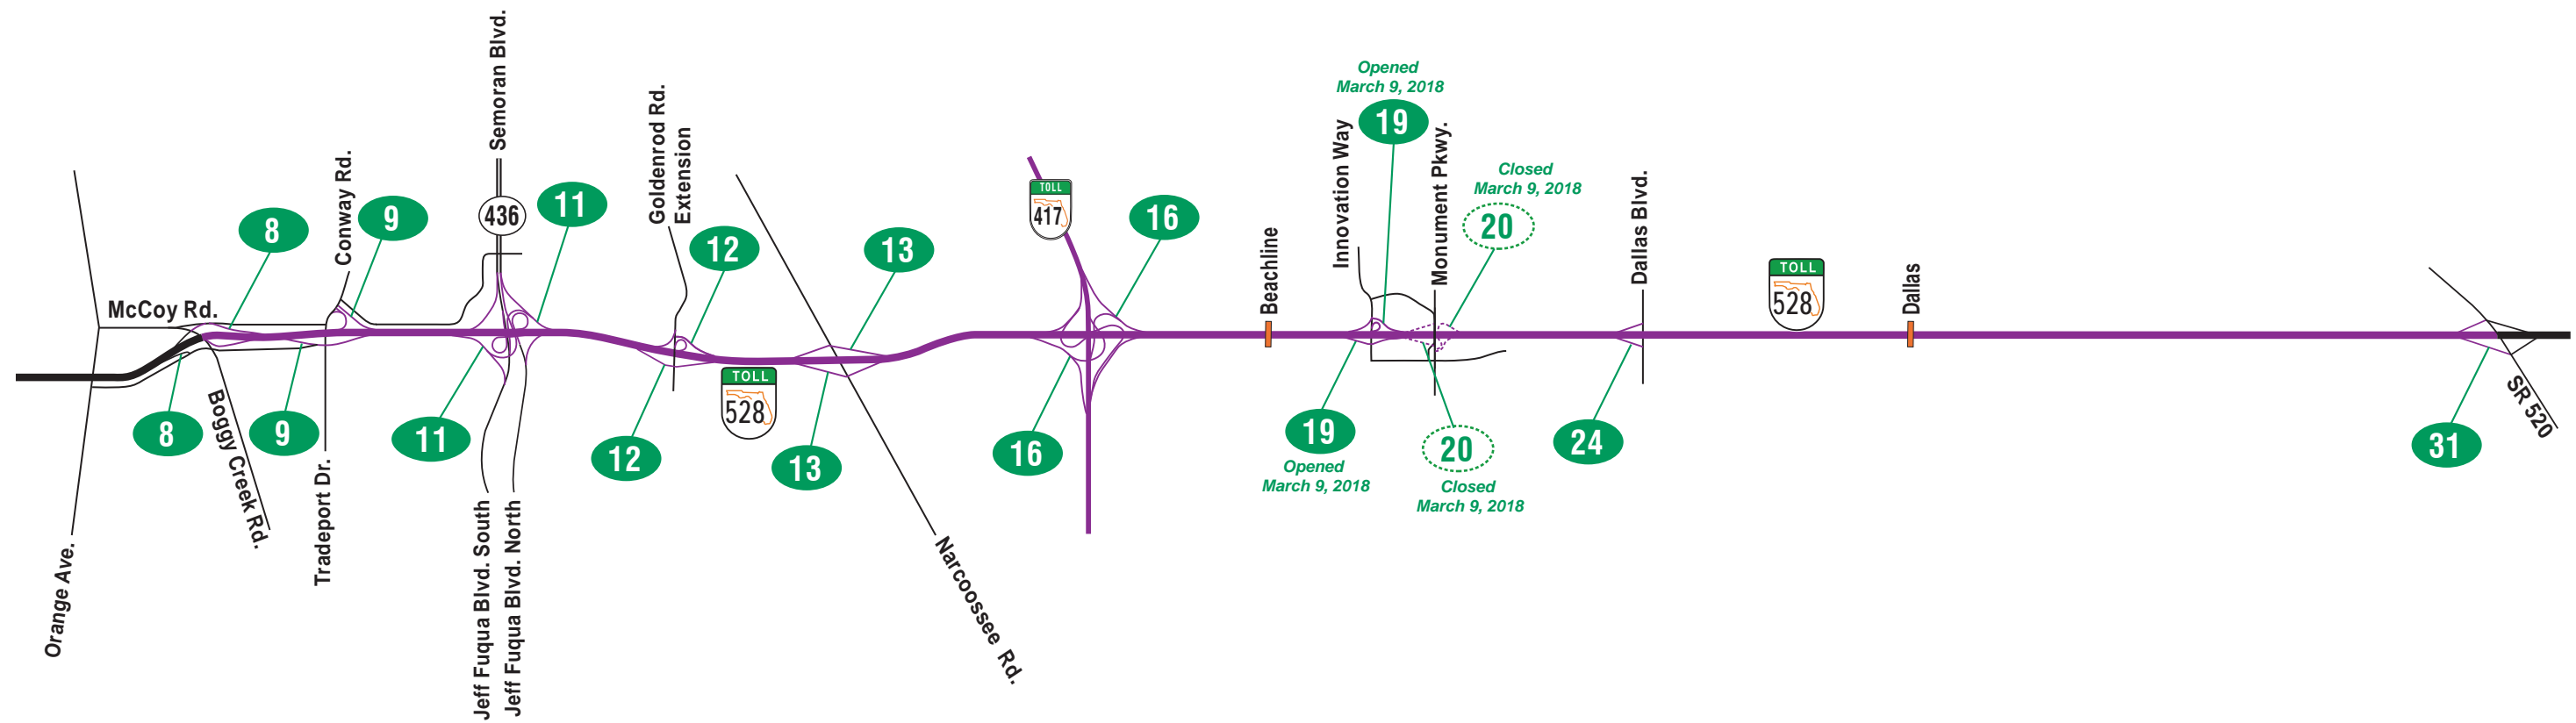 Semoran Blvd.
436
11
Conway Rd.
9
8
McCoy Rd.
Goldenrod Rd.
Extension
12
13
TOLL
417
16
Beachline
Opened
March 9, 2018
19
Innovation Way
Monument Pkwy.
Closed
March 9, 2018
20
Dallas Blvd.
TOLL
528
Dallas
Orange Ave.
8
Boggy Creek Rd.
9
Tradeport Dr.
11
Jeff Fuqua Blvd. South
Jeff Fuqua Blvd. North
12
TOLL
528
13
Narcoossee Rd.
16
19
Opened
March 9, 2018
20
Closed
March 9, 2018
24
31
SR 520